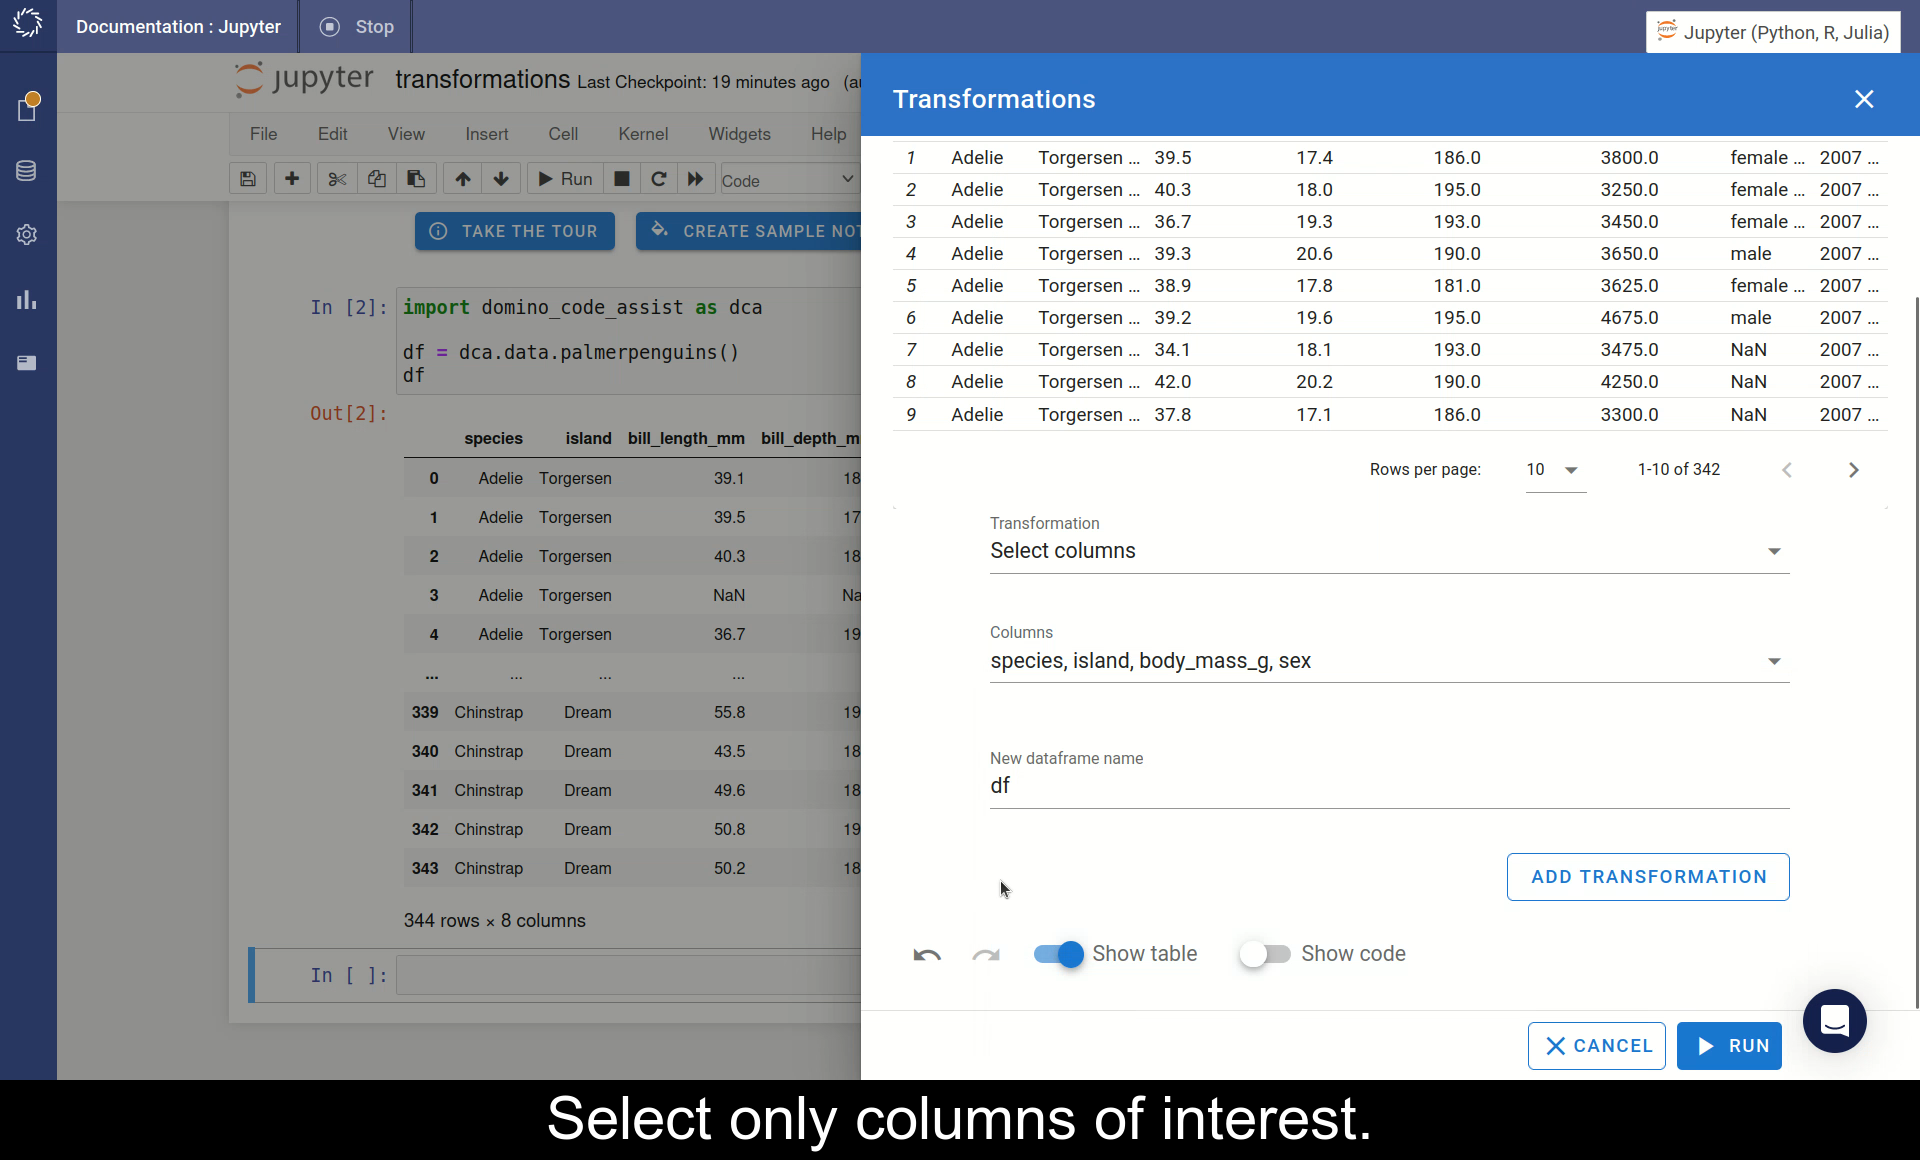 Documentation : Jupyter
Stop
Jupyter (Python, R, Julia)
jupyter transformations Last Checkpoint: 19 minutes ago (a
File Edit View Insert Cell Kernel Widgets Help
Run
Code
TAKE THE TOUR
CREATE SAMPLE NOT
In [2]:
import domino_code_assist as dca
df = dca.data.palmerpenguins()
df
Out[2]:
species island bill_length_mm bill_depth_m
0 Adelie Torgersen 39.1 18
1 Adelie Torgersen 39.5 17
2 Adelie Torgersen 40.3 18
3 Adelie Torgersen NaN Na
4 Adelie Torgersen 36.7 19
... ... ... ...
339 Chinstrap Dream 55.8 19
340 Chinstrap Dream 43.5 18
341 Chinstrap Dream 49.6 18
342 Chinstrap Dream 50.8 19
343 Chinstrap Dream 50.2 18
344 rows × 8 columns
In [ ]:
Transformations
1 Adelie Torgersen ... 39.5 17.4 186.0 3800.0 female ... 2007 ...
2 Adelie Torgersen ... 40.3 18.0 195.0 3250.0 female ... 2007 ...
3 Adelie Torgersen ... 36.7 19.3 193.0 3450.0 female ... 2007 ...
4 Adelie Torgersen ... 39.3 20.6 190.0 3650.0 male 2007 ...
5 Adelie Torgersen ... 38.9 17.8 181.0 3625.0 female ... 2007 ...
6 Adelie Torgersen ... 39.2 19.6 195.0 4675.0 male 2007 ...
7 Adelie Torgersen ... 34.1 18.1 193.0 3475.0 NaN 2007 ...
8 Adelie Torgersen ... 42.0 20.2 190.0 4250.0 NaN 2007 ...
9 Adelie Torgersen ... 37.8 17.1 186.0 3300.0 NaN 2007 ...
Rows per page: 10 1-10 of 342
Transformation
Select columns
Columns
species, island, body_mass_g, sex
New dataframe name
df
ADD TRANSFORMATION
Show table
Show code
CANCEL
RUN
Select only columns of interest.